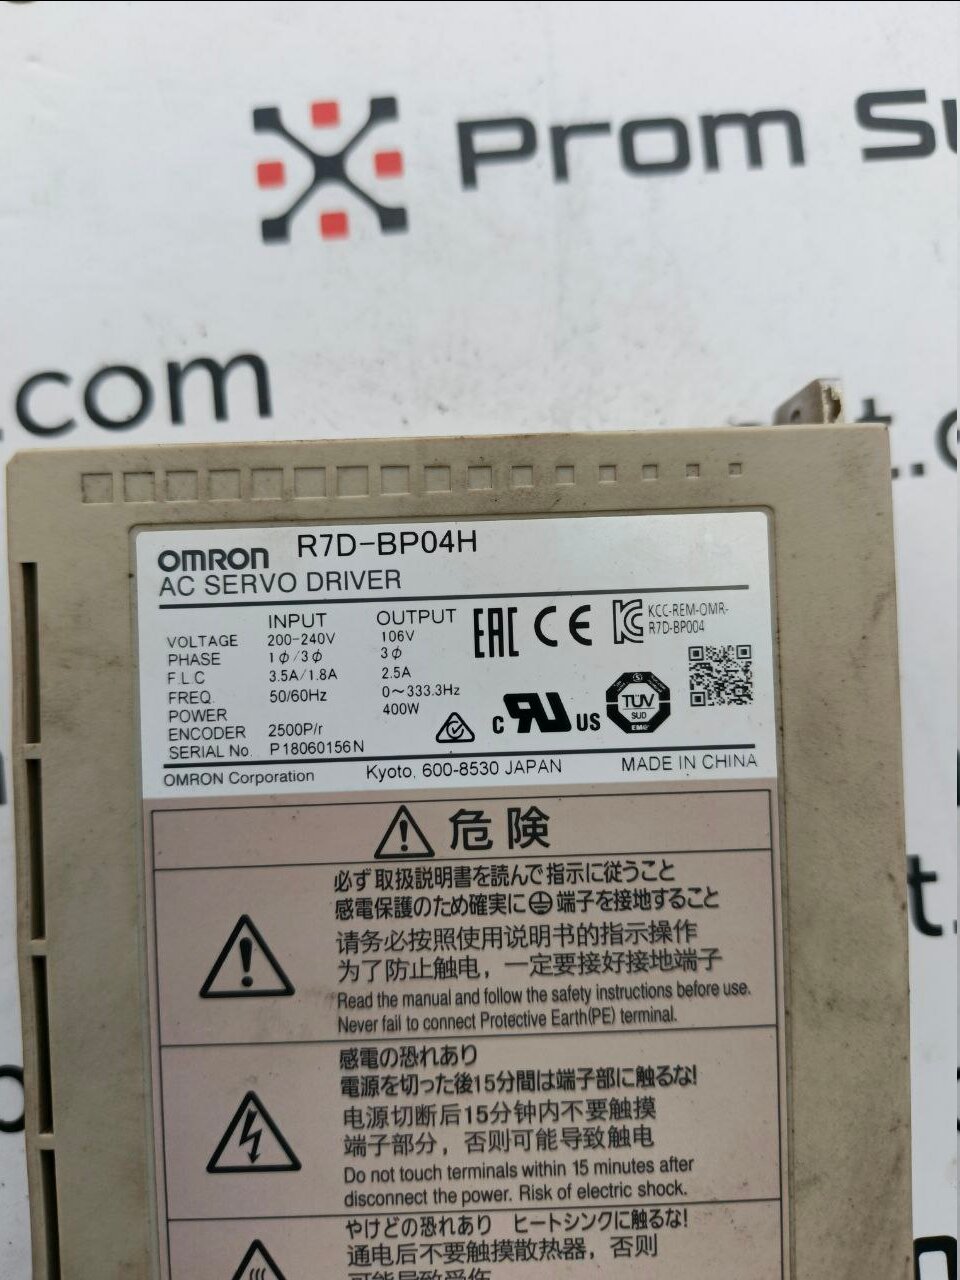 Prom Su
.com
OMRON R7D-BP04H
AC SERVO DRIVER
INPUT OUTPUT
VOLTAGE 200-240V 106V
PHASE 1ϕ/3ϕ 3ϕ
F.L.C 3.5A/1.8A 2.5A
FREQ. 50/60Hz 0~333.3Hz
POWER 400W
ENCODER 2500P/r
SERIAL No. P18060156N
EAC CE KC KCC-REM-OMR-
R7D-BP004
c RU US
TÜV
SÜD
OMRON Corporation Kyoto, 600-8530 JAPAN MADE IN CHINA
危険
必ず取扱説明書を読んで指示に従うこと
感電保護のため確実に端子を接地すること
请务必按照使用说明书的指示操作
为了防止触电，一定要接好接地端子
Read the manual and follow the safety instructions before use.
Never fail to connect Protective Earth(PE) terminal.
感電の恐れあり
電源を切った後15分間は端子部に触るな!
电源切断后15分钟内不要触摸
端子部分，否则可能导致触电
Do not touch terminals within 15 minutes after
disconnect the power. Risk of electric shock.
やけどの恐れあり ヒートシンクに触るな!
通电后不要触摸散热器，否则
可能导致受伤